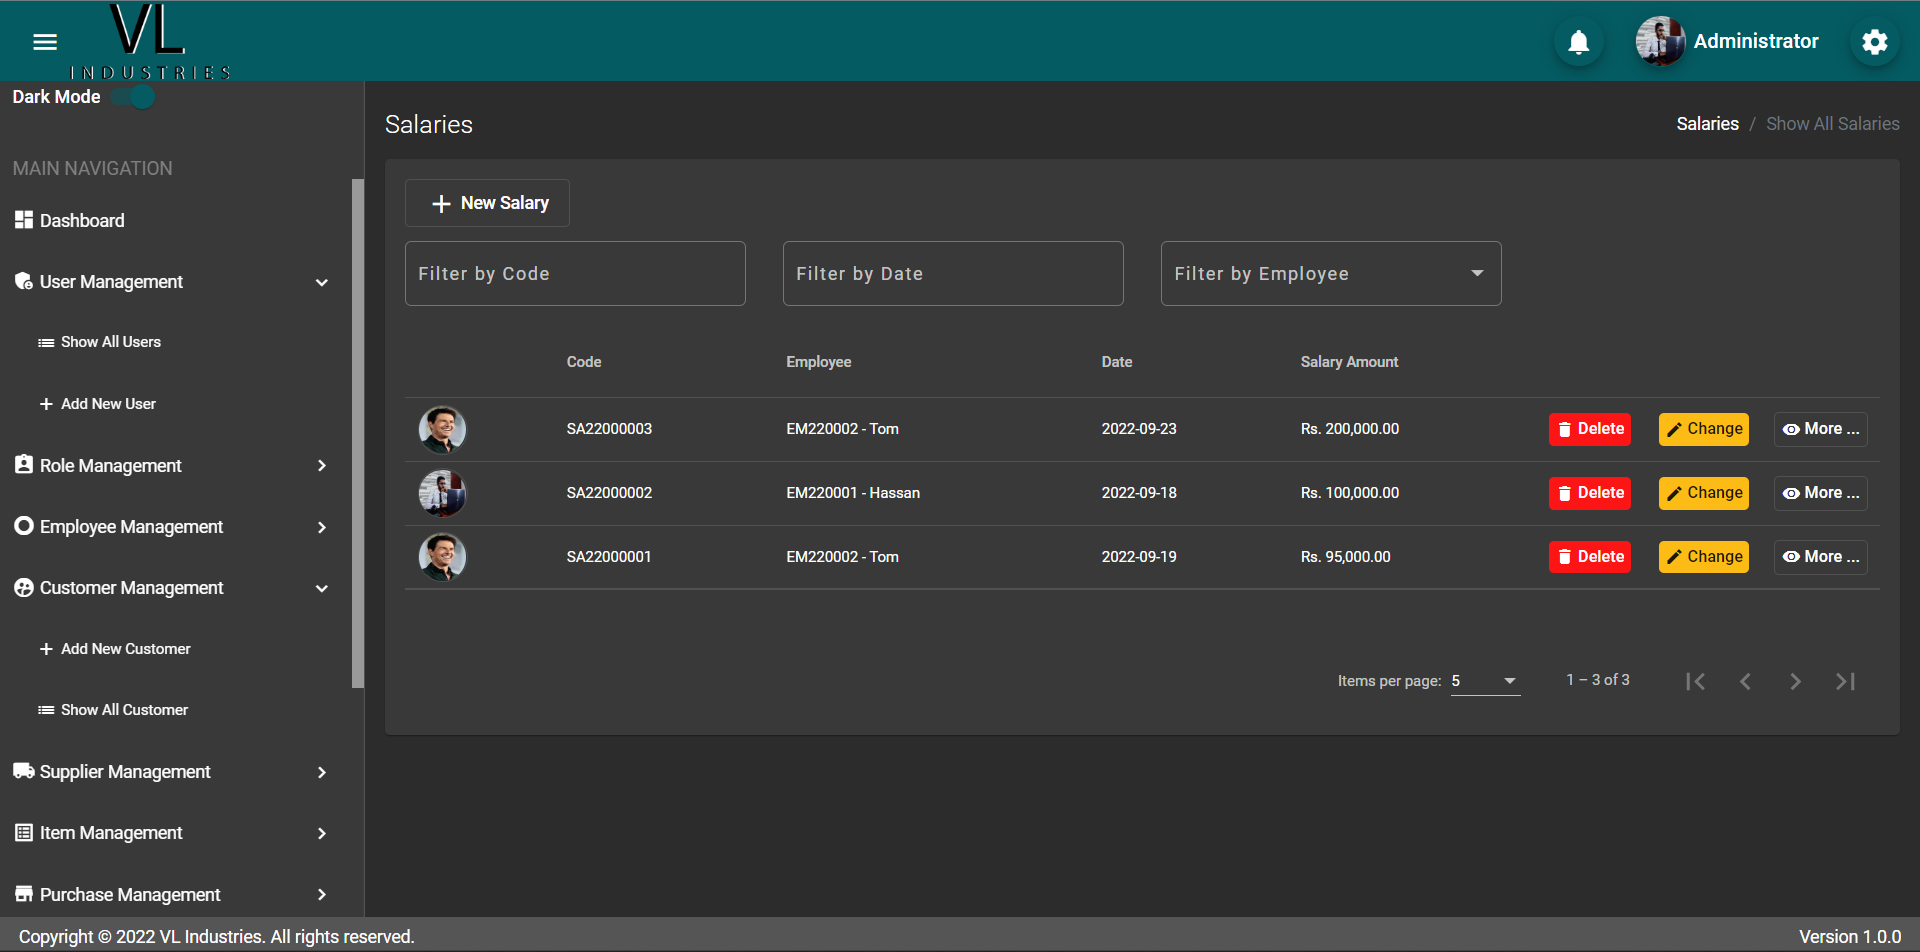 VL
INDUSTRIES
Administrator
Dark Mode
MAIN NAVIGATION
Dashboard
User Management
Show All Users
Add New User
Role Management
Employee Management
Customer Management
Add New Customer
Show All Customer
Supplier Management
Item Management
Purchase Management
Salaries
Salaries / Show All Salaries
New Salary
Filter by Code
Filter by Date
Filter by Employee
Code Employee Date Salary Amount
SA22000003 EM220002 - Tom 2022-09-23 Rs. 200,000.00 Delete Change More ...
SA22000002 EM220001 - Hassan 2022-09-18 Rs. 100,000.00 Delete Change More ...
SA22000001 EM220002 - Tom 2022-09-19 Rs. 95,000.00 Delete Change More ...
Items per page: 5 1 – 3 of 3
Copyright © 2022 VL Industries. All rights reserved.
Version 1.0.0